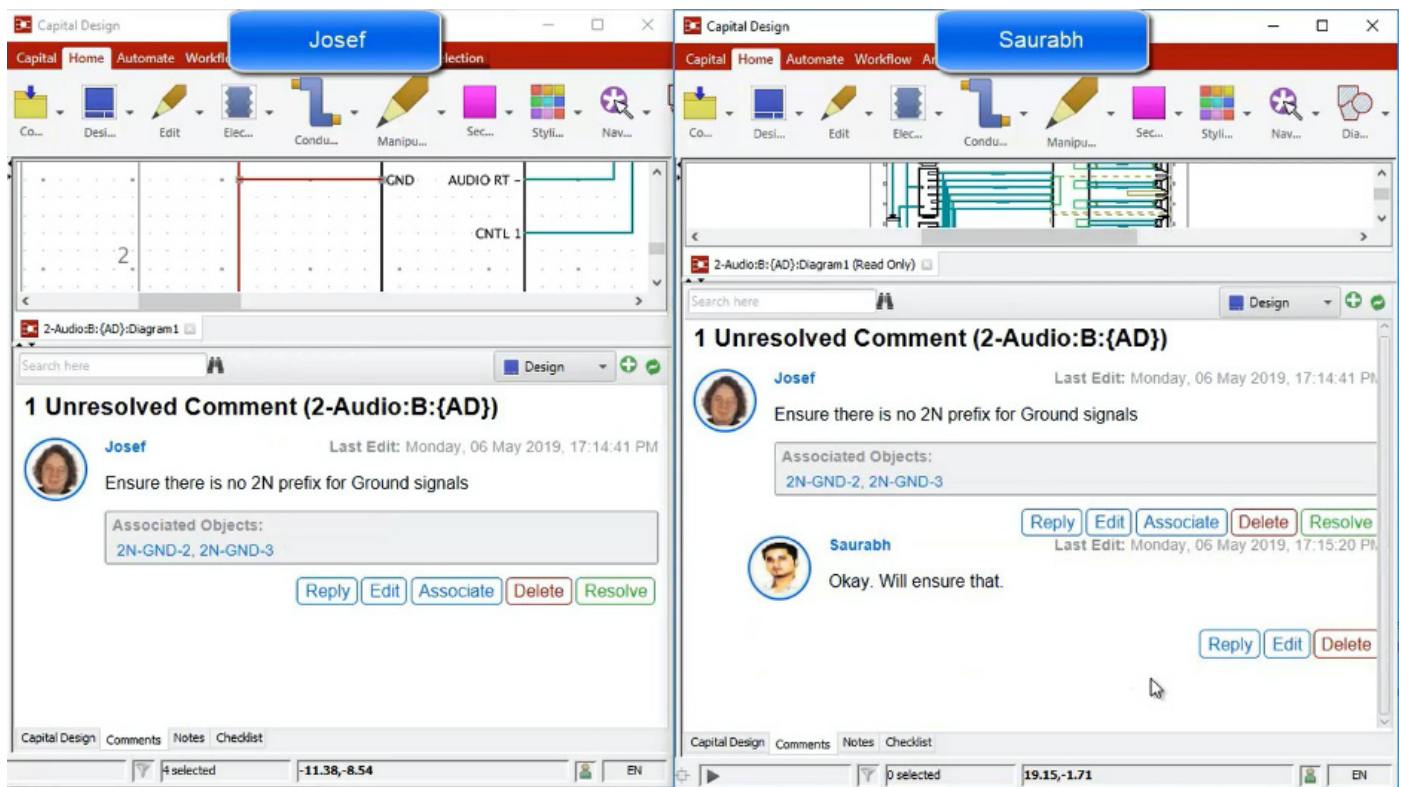 Capital Design
Josef
Capital Home Automate Workfl lection
Co... Desi... Edit Elec... Condu... Manipu... Sec... Styli... Nav...
GND AUDIO RT -
CNTL 1
2
2-Audio:B:{AD}:Diagram1
Search here
Design
1 Unresolved Comment (2-Audio:B:{AD})
Josef Last Edit: Monday, 06 May 2019, 17:14:41 PM
Ensure there is no 2N prefix for Ground signals
Associated Objects:
2N-GND-2, 2N-GND-3
Reply Edit Associate Delete Resolve
Capital Design Comments Notes Checklist
4 selected -11.38,-8.54 EN
Capital Design
Saurabh
Capital Home Automate Workflow Ar
Co... Desi... Edit Elec... Condu... Manipu... Sec... Styli... Nav... Dia...
2-Audio:B:{AD}:Diagram1 (Read Only)
Search here
Design
1 Unresolved Comment (2-Audio:B:{AD})
Josef Last Edit: Monday, 06 May 2019, 17:14:41 PM
Ensure there is no 2N prefix for Ground signals
Associated Objects:
2N-GND-2, 2N-GND-3
Reply Edit Associate Delete Resolve
Saurabh Last Edit: Monday, 06 May 2019, 17:15:20 PM
Okay. Will ensure that.
Reply Edit Delete
Capital Design Comments Notes Checklist
0 selected 19.15,-1.71 EN